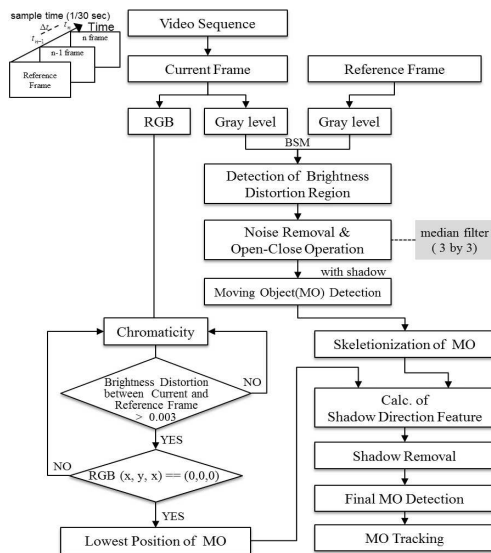 sample time (1/30 sec)
Δt tₙ Time
tₙ₋₁ n frame
n-1 frame
Reference
Frame
Video Sequence
Current Frame
Reference Frame
RGB
Gray level
Gray level
BSM
Detection of Brightness
Distortion Region
Noise Removal &
Open-Close Operation
median filter
( 3 by 3)
with shadow
Moving Object(MO) Detection
Chromaticity
Skeletionization of MO
Brightness Distortion
between Current and
Reference Frame
> 0.003
NO
Calc. of
Shadow Direction Feature
YES
Shadow Removal
NO
RGB (x, y, x) == (0,0,0)
Final MO Detection
YES
Lowest Position of MO
MO Tracking